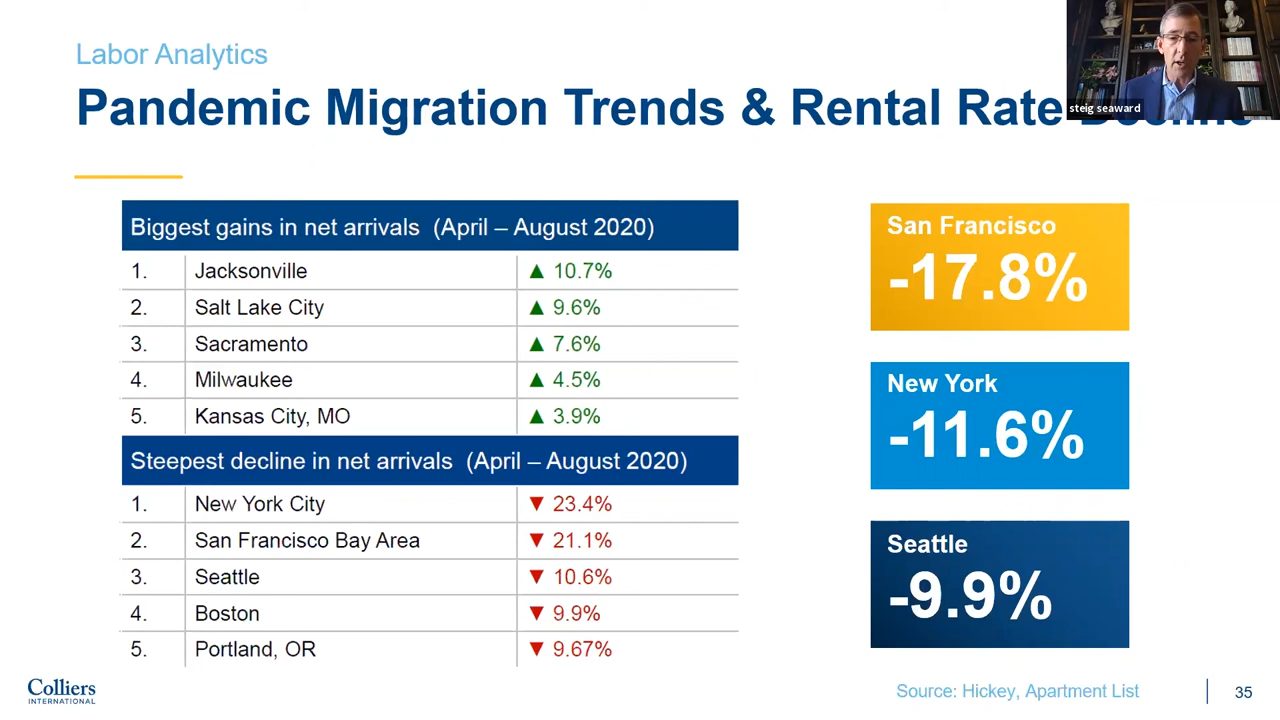 Labor Analytics
Pandemic Migration Trends & Rental Rate
steig seaward
Biggest gains in net arrivals (April – August 2020)
1. Jacksonville ▲ 10.7%
2. Salt Lake City ▲ 9.6%
3. Sacramento ▲ 7.6%
4. Milwaukee ▲ 4.5%
5. Kansas City, MO ▲ 3.9%
Steepest decline in net arrivals (April – August 2020)
1. New York City ▼ 23.4%
2. San Francisco Bay Area ▼ 21.1%
3. Seattle ▼ 10.6%
4. Boston ▼ 9.9%
5. Portland, OR ▼ 9.67%
San Francisco
-17.8%
New York
-11.6%
Seattle
-9.9%
Colliers
INTERNATIONAL
Source: Hickey, Apartment List
35